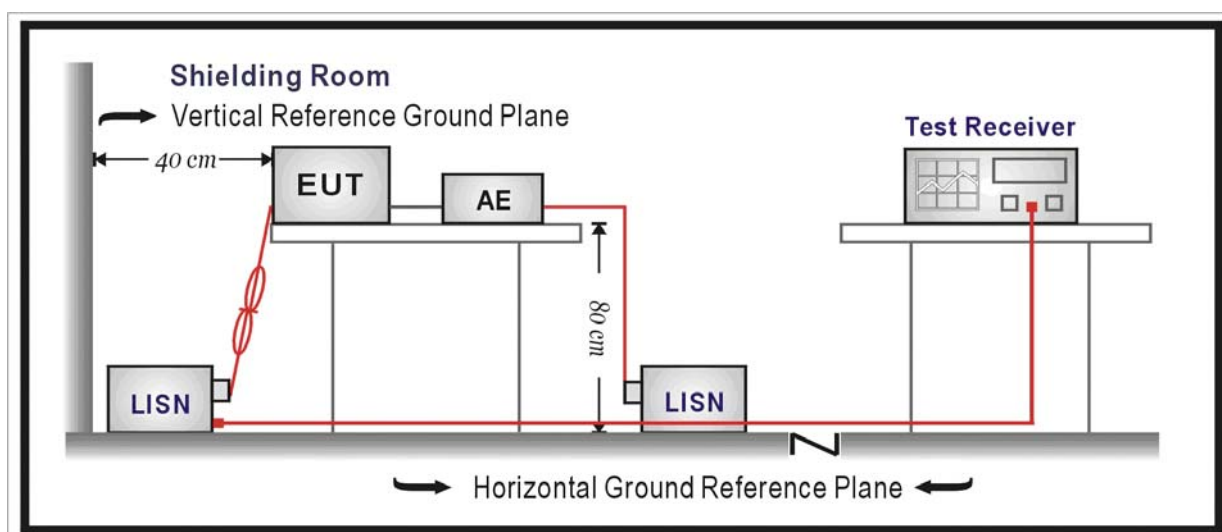 Shielding Room
Vertical Reference Ground Plane
Test Receiver
40 cm
EUT
AE
80 cm
LISN
LISN
Horizontal Ground Reference Plane